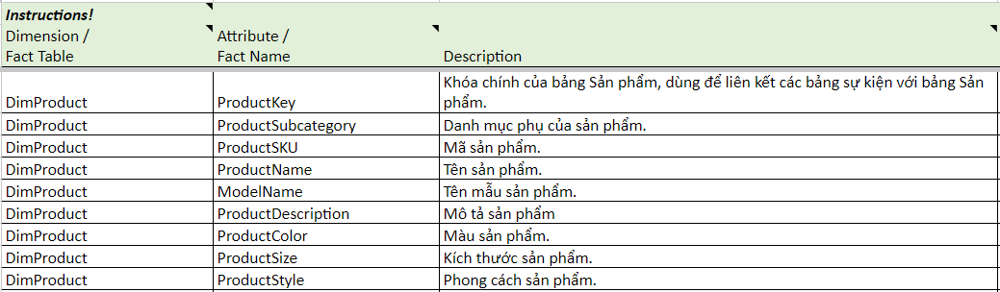 Instructions!
Dimension / Attribute /
Fact Table Fact Name Description
Khóa chính của bảng Sản phẩm, dùng để liên kết các bảng sự kiện với bảng Sản
DimProduct ProductKey phẩm.
DimProduct ProductSubcategory Danh mục phụ của sản phẩm.
DimProduct ProductSKU Mã sản phẩm.
DimProduct ProductName Tên sản phẩm.
DimProduct ModelName Tên mẫu sản phẩm.
DimProduct ProductDescription Mô tả sản phẩm
DimProduct ProductColor Màu sản phẩm.
DimProduct ProductSize Kích thước sản phẩm.
DimProduct ProductStyle Phong cách sản phẩm.